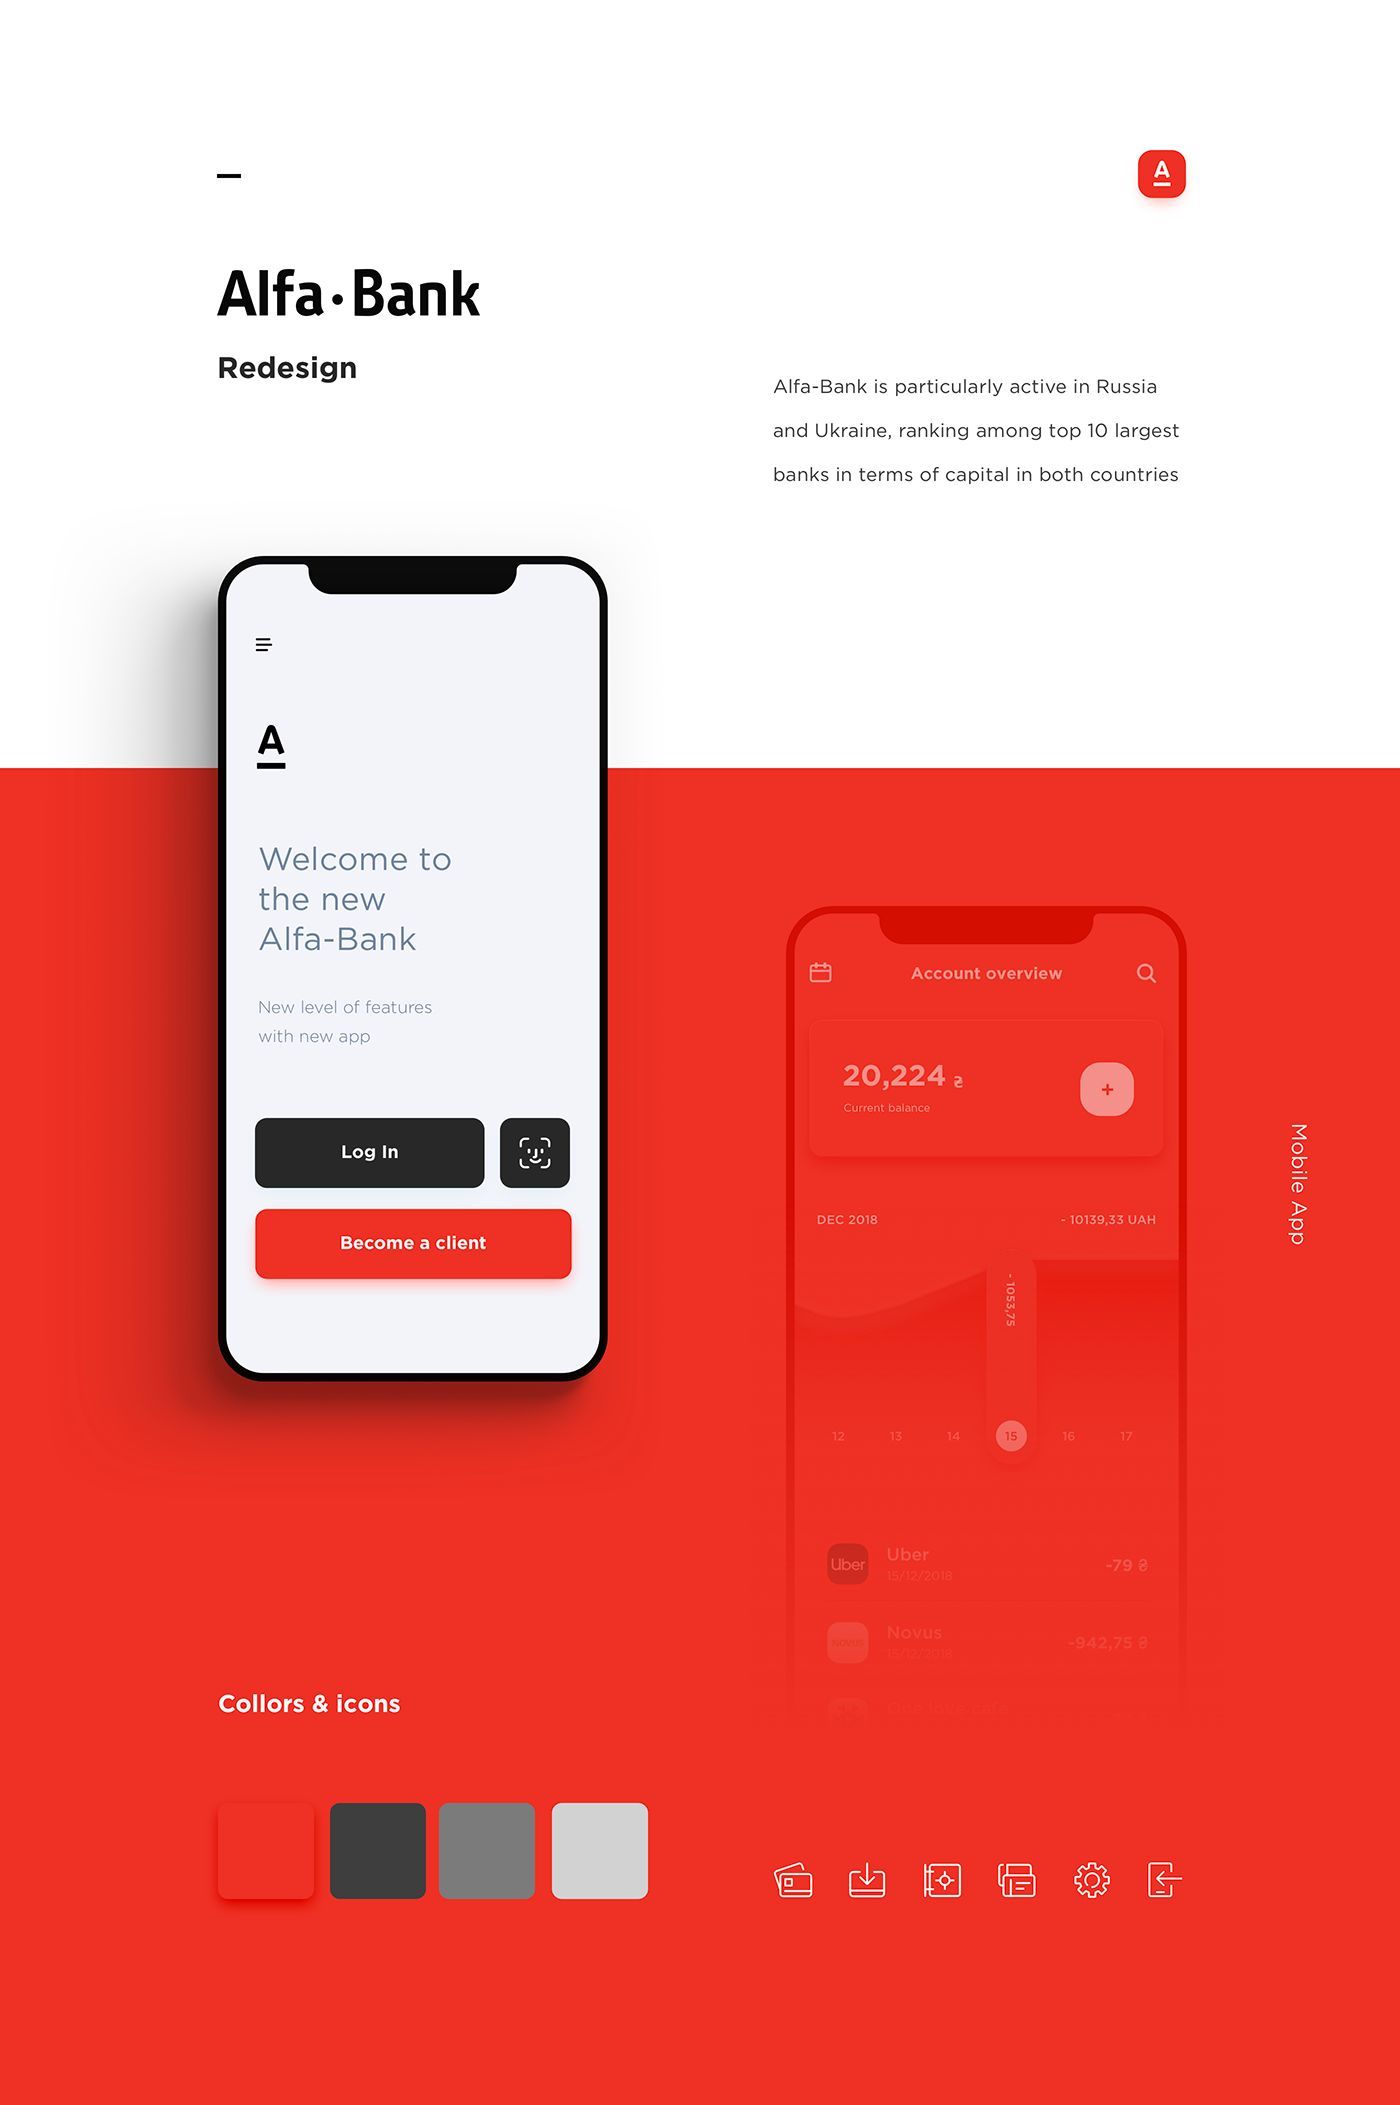 A
Alfa·Bank
Redesign
Alfa-Bank is particularly active in Russia
and Ukraine, ranking among top 10 largest
banks in terms of capital in both countries
A
Welcome to
the new
Alfa-Bank
New level of features
with new app
Log In
Become a client
Account overview
20,224 ₴
Current balance
DEC 2018 - 10139,33 UAH
- 1053,75
12 13 14 15 16 17
Uber Uber -79 ₴
15/12/2018
NOVUS Novus -942,75 ₴
15/12/2018
One love cafe
Mobile App
Collors & icons